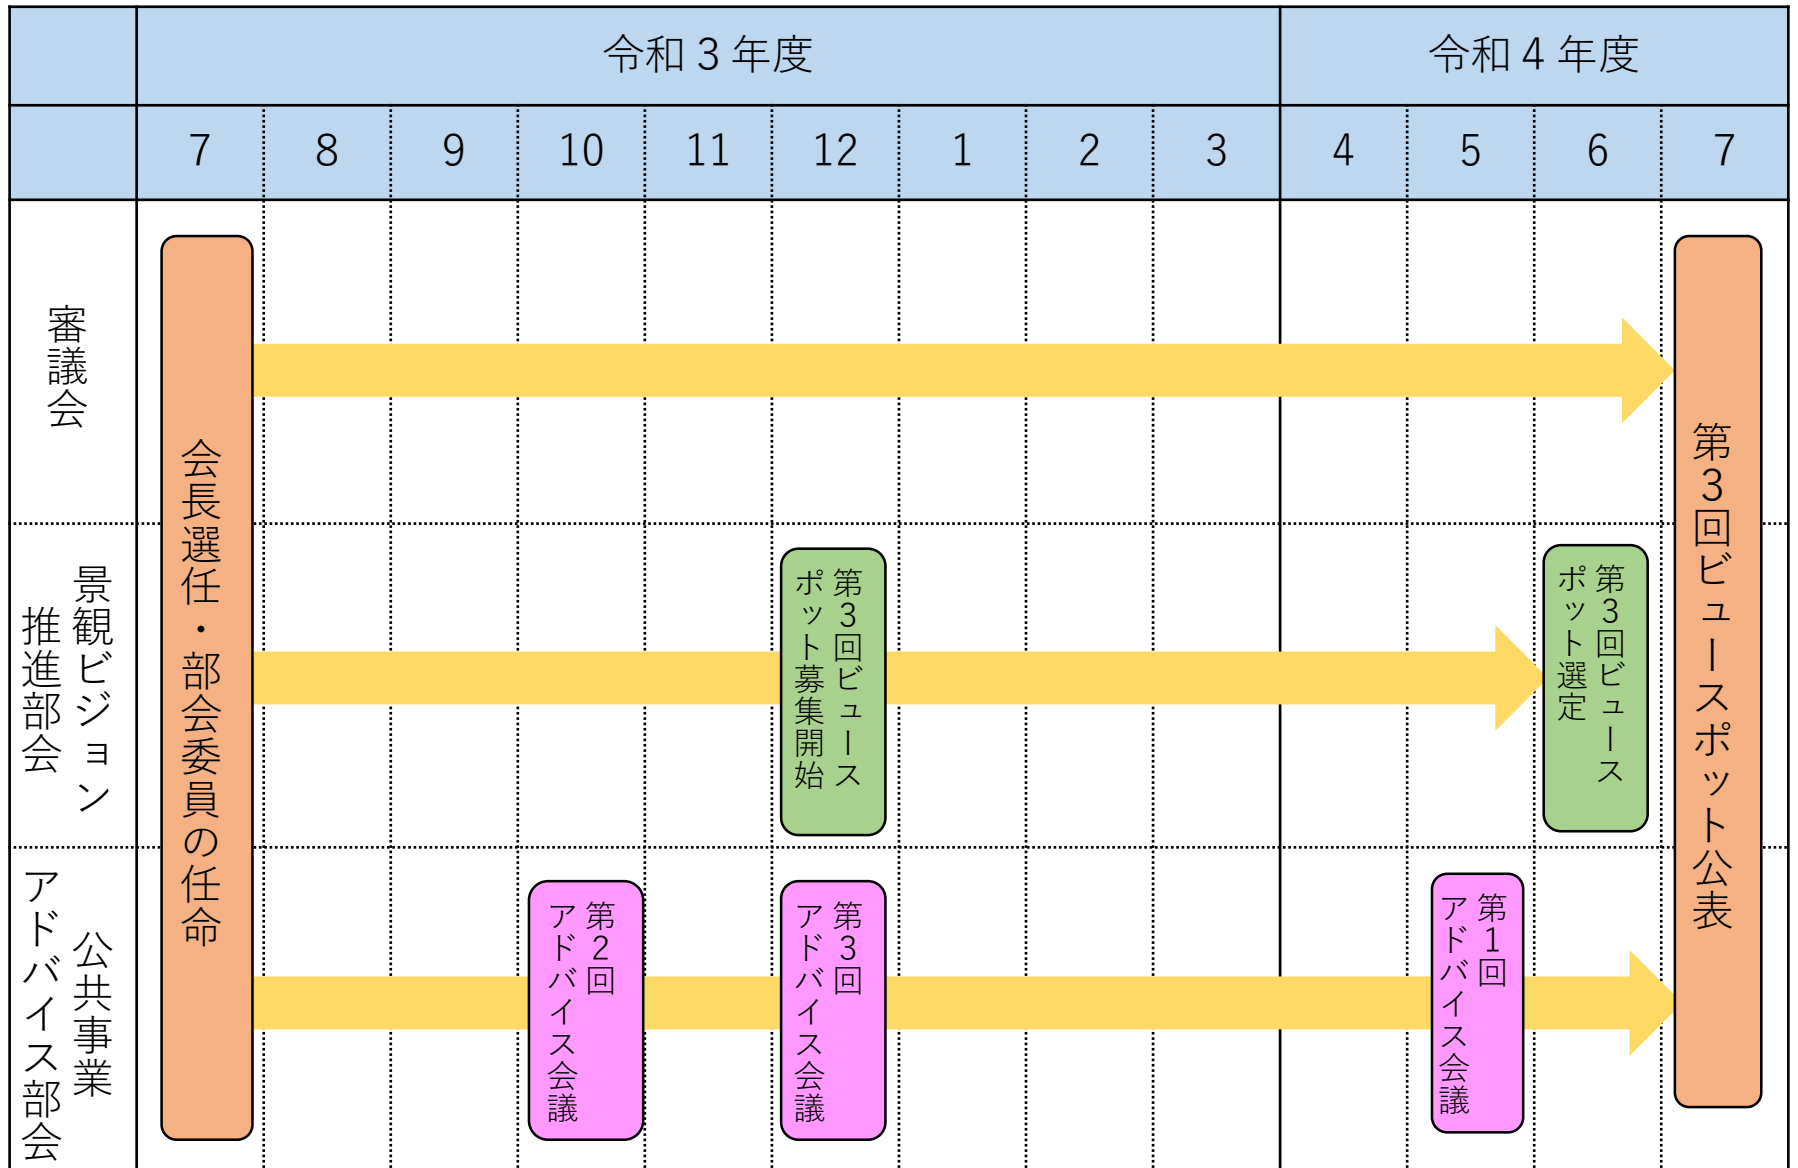 令和３年度
令和４年度
7
8
9
10
11
12
1
2
3
4
5
6
7
審議会
景観ビジョン
推進部会
公共事業
アドバイス部会
会長選任・部会委員の任命
第３回ビュース
ポット募集開始
第３回ビュース
ポット選定
第２回
アドバイス会議
第３回
アドバイス会議
第１回
アドバイス会議
第３回ビュースポット公表